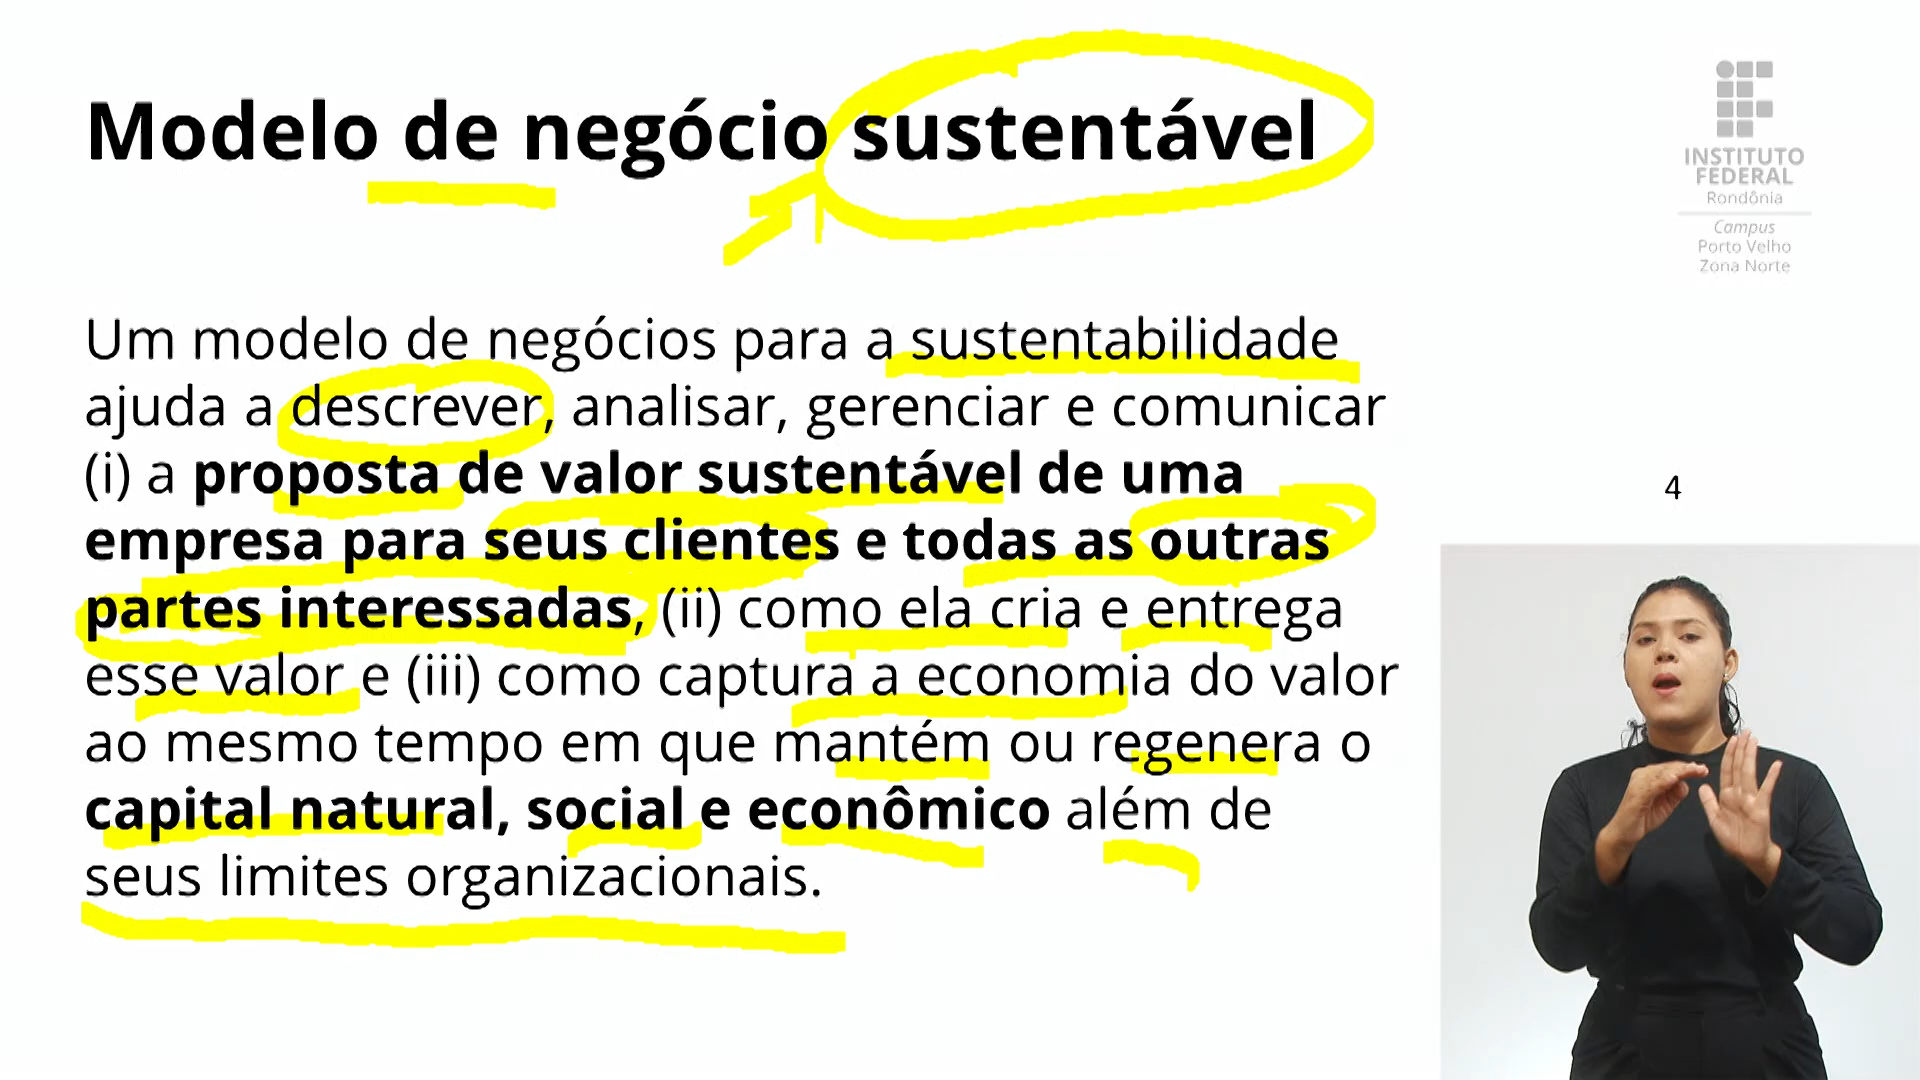 Modelo de negócio sustentável
INSTITUTO
FEDERAL
Rondônia
Campus
Porto Velho
Zona Norte
Um modelo de negócios para a sustentabilidade
ajuda a descrever, analisar, gerenciar e comunicar
(i) a proposta de valor sustentável de uma
empresa para seus clientes e todas as outras
partes interessadas, (ii) como ela cria e entrega
esse valor e (iii) como captura a economia do valor
ao mesmo tempo em que mantém ou regenera o
capital natural, social e econômico além de
seus limites organizacionais.
4